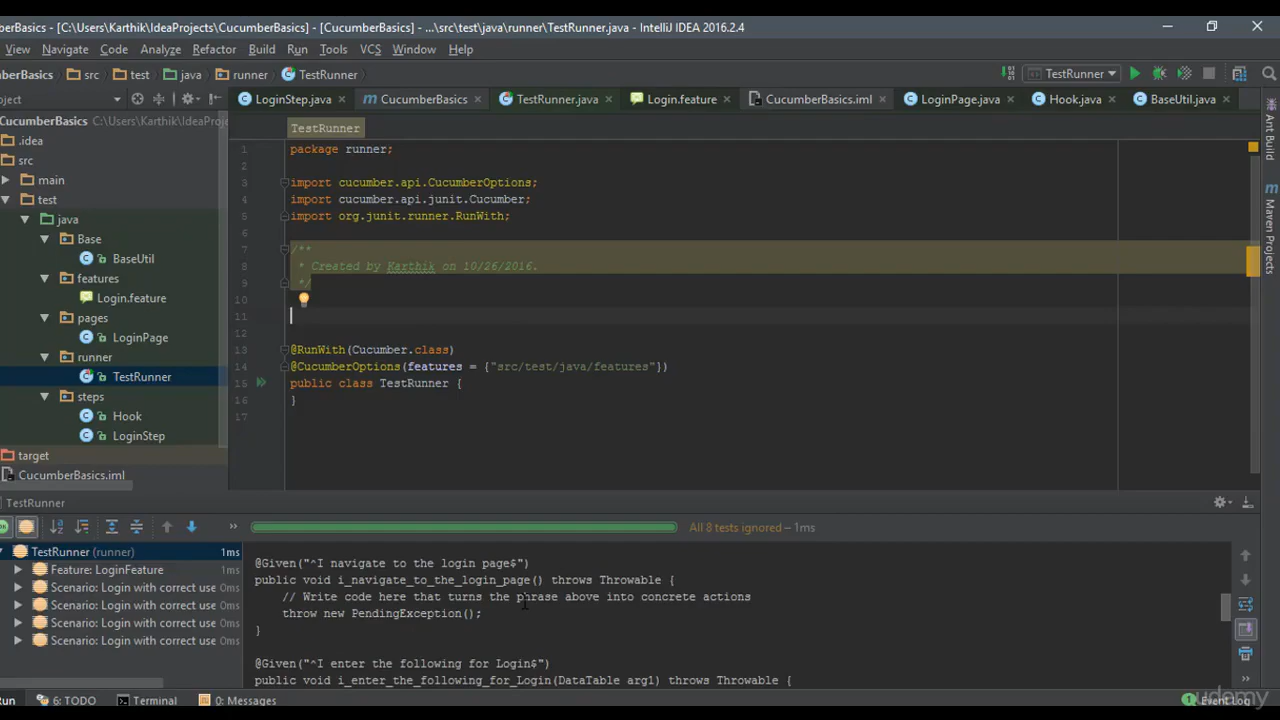 mberBasics - [C:\Users\Karthik\IdeaProjects\CucumberBasics] - [CucumberBasics] - ...\src\test\java\runner\TestRunner.java - IntelliJ IDEA 2016.2.4
View Navigate Code Analyze Refactor Build Run Tools VCS Window Help
mberBasics src test java runner TestRunner TestRunner
oject LoginStep.java CucumberBasics TestRunner.java Login.feature CucumberBasics.iml LoginPage.java Hook.java BaseUtil.java
CucumberBasics C:\Users\Karthik\IdeaProje
.idea
src
main
test
java
Base
BaseUtil
features
Login.feature
pages
LoginPage
runner
TestRunner
steps
Hook
LoginStep
target
CucumberBasics.iml
TestRunner
1 package runner;
2
3 import cucumber.api.CucumberOptions;
4 import cucumber.api.junit.Cucumber;
5 import org.junit.runner.RunWith;
6
7 /**
8 * Created by Karthik on 10/26/2016.
9 */
10
11
12
13 @RunWith(Cucumber.class)
14 @CucumberOptions(features = {"src/test/java/features"})
15 public class TestRunner {
16 }
17
Ant Build
Maven Projects
TestRunner
All 8 tests ignored – 1ms
TestRunner (runner) 1ms
Feature: LoginFeature 0ms
Scenario: Login with correct use 0ms
Scenario: Login with correct use 0ms
Scenario: Login with correct use 0ms
Scenario: Login with correct use 0ms
@Given("^I navigate to the login page$")
public void i_navigate_to_the_login_page() throws Throwable {
// Write code here that turns the phrase above into concrete actions
throw new PendingException();
}
@Given("^I enter the following for Login$")
public void i_enter_the_following_for_Login(DataTable arg1) throws Throwable {
Run 6: TODO Terminal 0: Messages Event Log
udemy